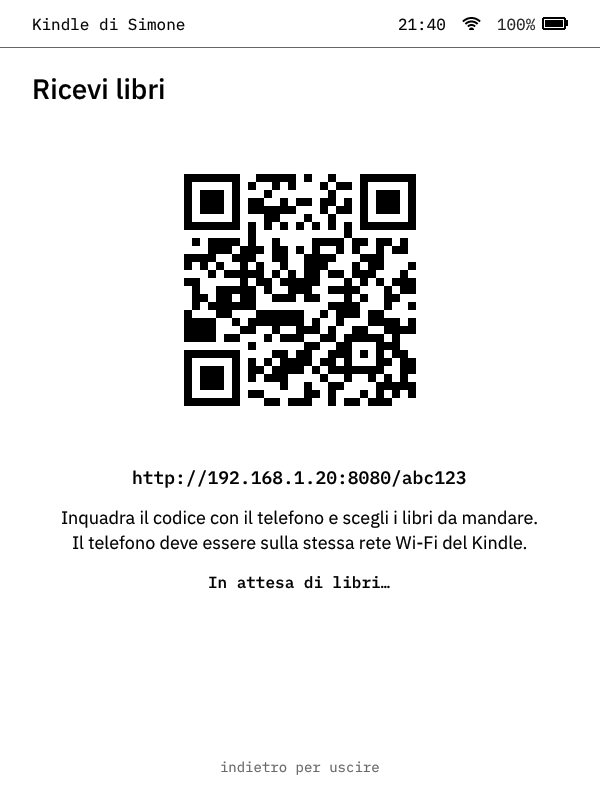 Kindle di Simone 21:40 100%
Ricevi libri
http://192.168.1.20:8080/abc123
Inquadra il codice con il telefono e scegli i libri da mandare.
Il telefono deve essere sulla stessa rete Wi-Fi del Kindle.
In attesa di libri…
indietro per uscire